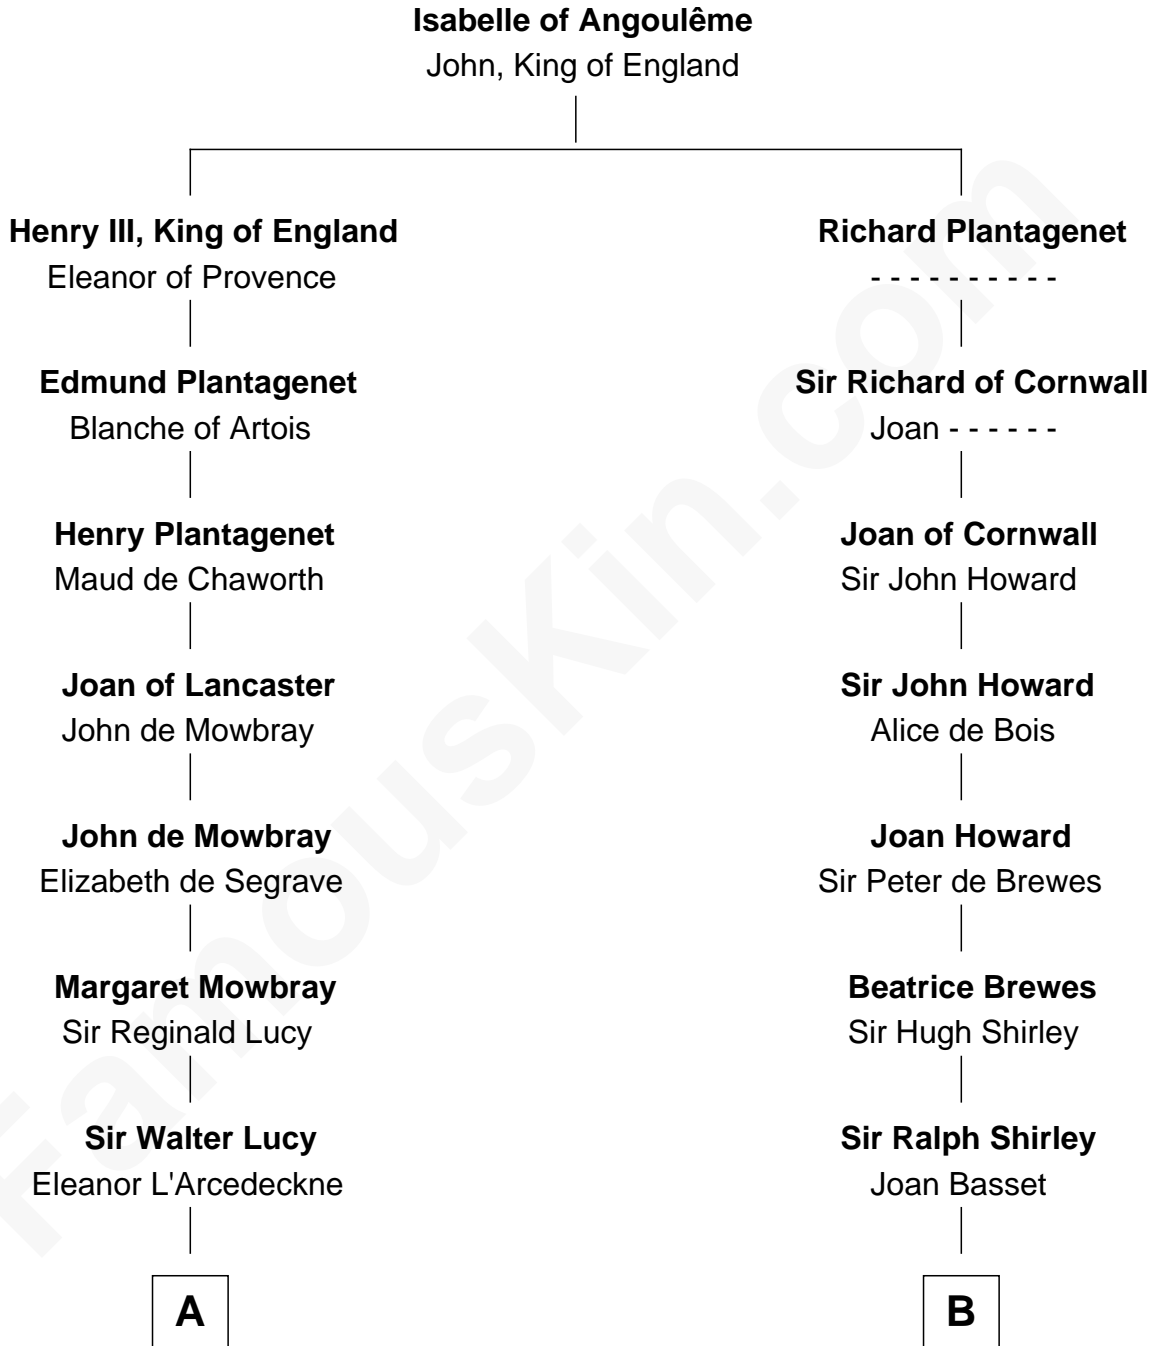 Isabelle of Angoulême
John, King of England
Henry III, King of England
Eleanor of Provence
Richard Plantagenet
- - - - - - - - - -
Edmund Plantagenet
Blanche of Artois
Sir Richard of Cornwall
Joan - - - - - -
Henry Plantagenet
Maud de Chaworth
Joan of Cornwall
Sir John Howard
Joan of Lancaster
John de Mowbray
Sir John Howard
Alice de Bois
John de Mowbray
Elizabeth de Segrave
Joan Howard
Sir Peter de Brewes
Margaret Mowbray
Sir Reginald Lucy
Beatrice Brewes
Sir Hugh Shirley
Sir Walter Lucy
Eleanor L'Arcedeckne
Sir Ralph Shirley
Joan Basset
A
B
FamousKin.com